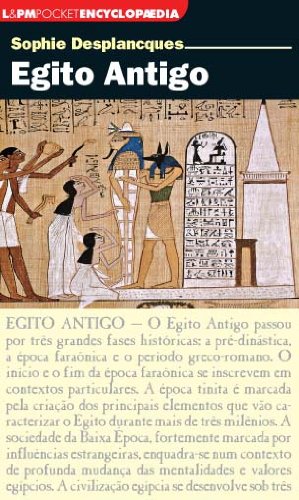 L&PMPOCKETENCYCLOPÆDIA
Sophie Desplancques
Egito Antigo
EGITO ANTIGO – O Egito Antigo passou
por três grandes fases históricas: a pré-dinástica,
a época faraônica e o período greco-romano. O
início e o fim da época faraônica se inscrevem em
contextos particulares. A época tinita é marcada
pela criação dos principais elementos que vão ca-
racterizar o Egito durante mais de três milênios. A
sociedade da Baixa Época, fortemente marcada por
influências estrangeiras, enquadra-se num contexto
de profunda mudança das mentalidades e valores
egípcios. A civilização egípcia se desenvolve sob três